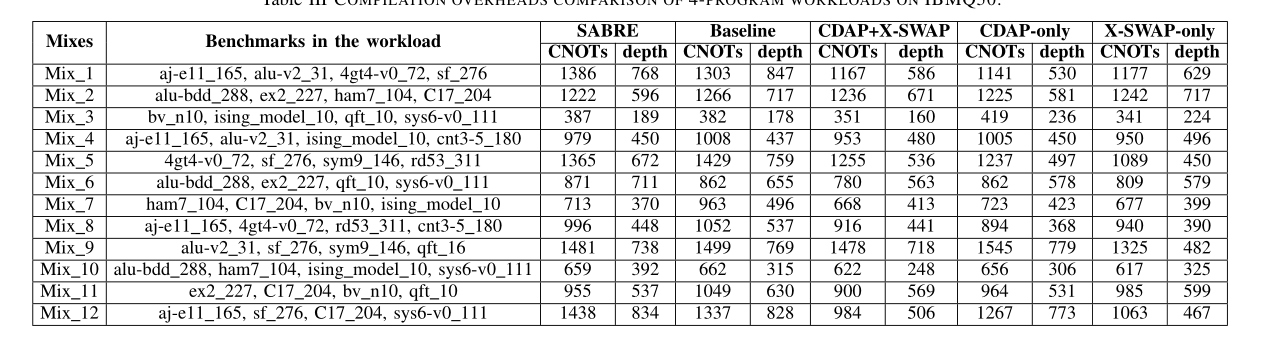 Table III COMPILATION OVERHEADS COMPARISON OF 4-PROGRAM WORKLOADS ON IBMQ50.
Mixes Benchmarks in the workload SABRE Baseline CDAP+X-SWAP CDAP-only X-SWAP-only
CNOTs depth CNOTs depth CNOTs depth CNOTs depth CNOTs depth
Mix_1 aj-e11_165, alu-v2_31, 4gt4-v0_72, sf_276 1386 768 1303 847 1167 586 1141 530 1177 629
Mix_2 alu-bdd_288, ex2_227, ham7_104, C17_204 1222 596 1266 717 1236 671 1225 581 1242 717
Mix_3 bv_n10, ising_model_10, qft_10, sys6-v0_111 387 189 382 178 351 160 419 236 341 224
Mix_4 aj-e11_165, alu-v2_31, ising_model_10, cnt3-5_180 979 450 1008 437 953 480 1005 450 950 496
Mix_5 4gt4-v0_72, sf_276, sym9_146, rd53_311 1365 672 1429 759 1255 536 1237 497 1089 450
Mix_6 alu-bdd_288, ex2_227, qft_10, sys6-v0_111 871 711 862 655 780 563 862 578 809 579
Mix_7 ham7_104, C17_204, bv_n10, ising_model_10 713 370 963 496 668 413 723 423 677 399
Mix_8 aj-e11_165, 4gt4-v0_72, rd53_311, cnt3-5_180 996 448 1052 537 916 441 894 368 940 390
Mix_9 alu-v2_31, sf_276, sym9_146, qft_16 1481 738 1499 769 1478 718 1545 779 1325 482
Mix_10 alu-bdd_288, ham7_104, ising_model_10, sys6-v0_111 659 392 662 315 622 248 656 306 617 325
Mix_11 ex2_227, C17_204, bv_n10, qft_10 955 537 1049 630 900 569 964 531 985 599
Mix_12 aj-e11_165, sf_276, C17_204, sys6-v0_111 1438 834 1337 828 984 506 1267 773 1063 467